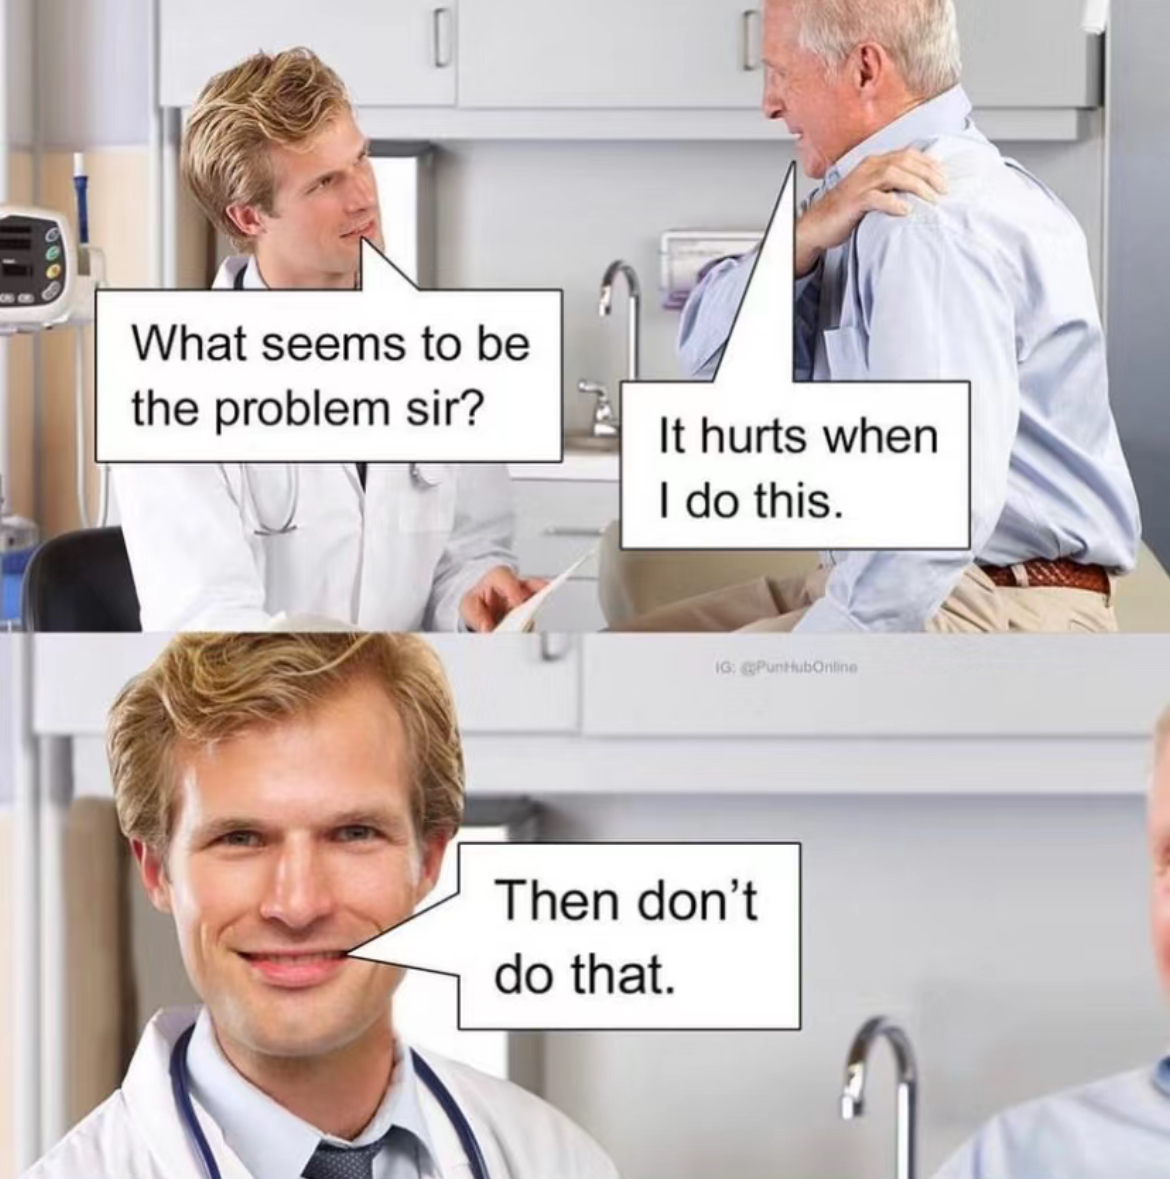 What seems to be
the problem sir?
It hurts when
I do this.
IG: @PunHubOnline
Then don't
do that.